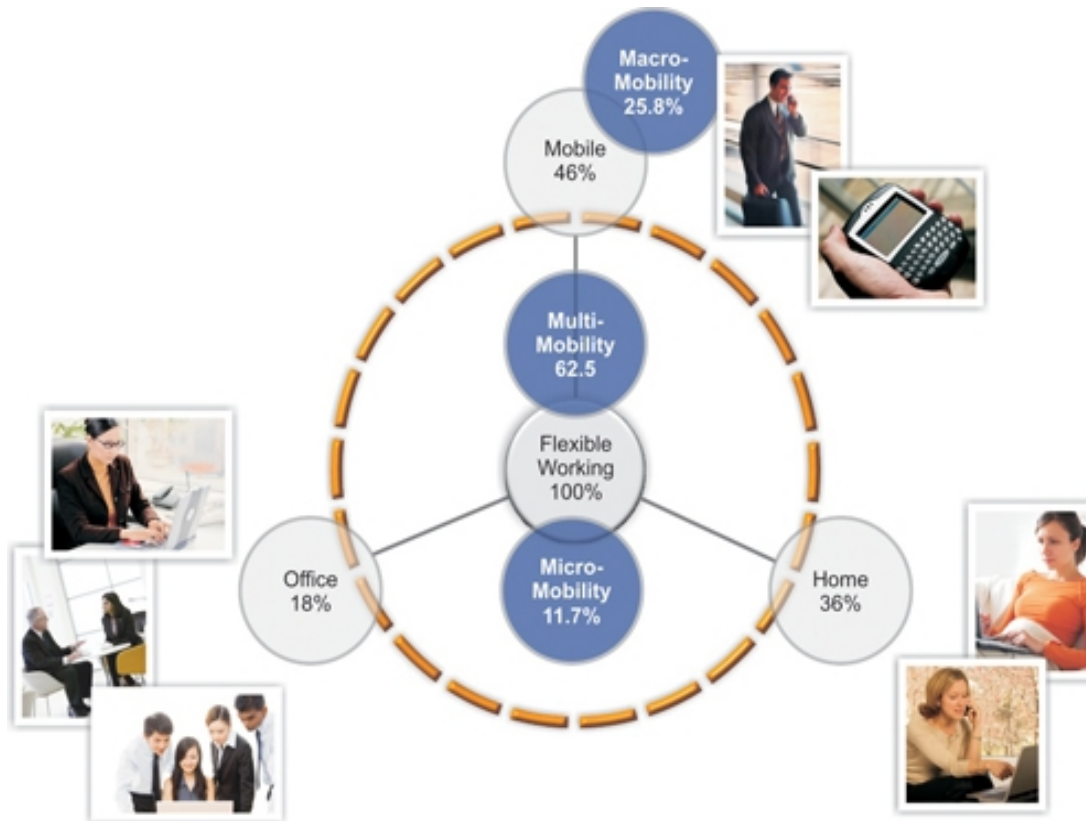 Macro-
Mobility
25.8%
Mobile
46%
Multi-
Mobility
62.5
Flexible
Working
100%
Office
18%
Micro-
Mobility
11.7%
Home
36%